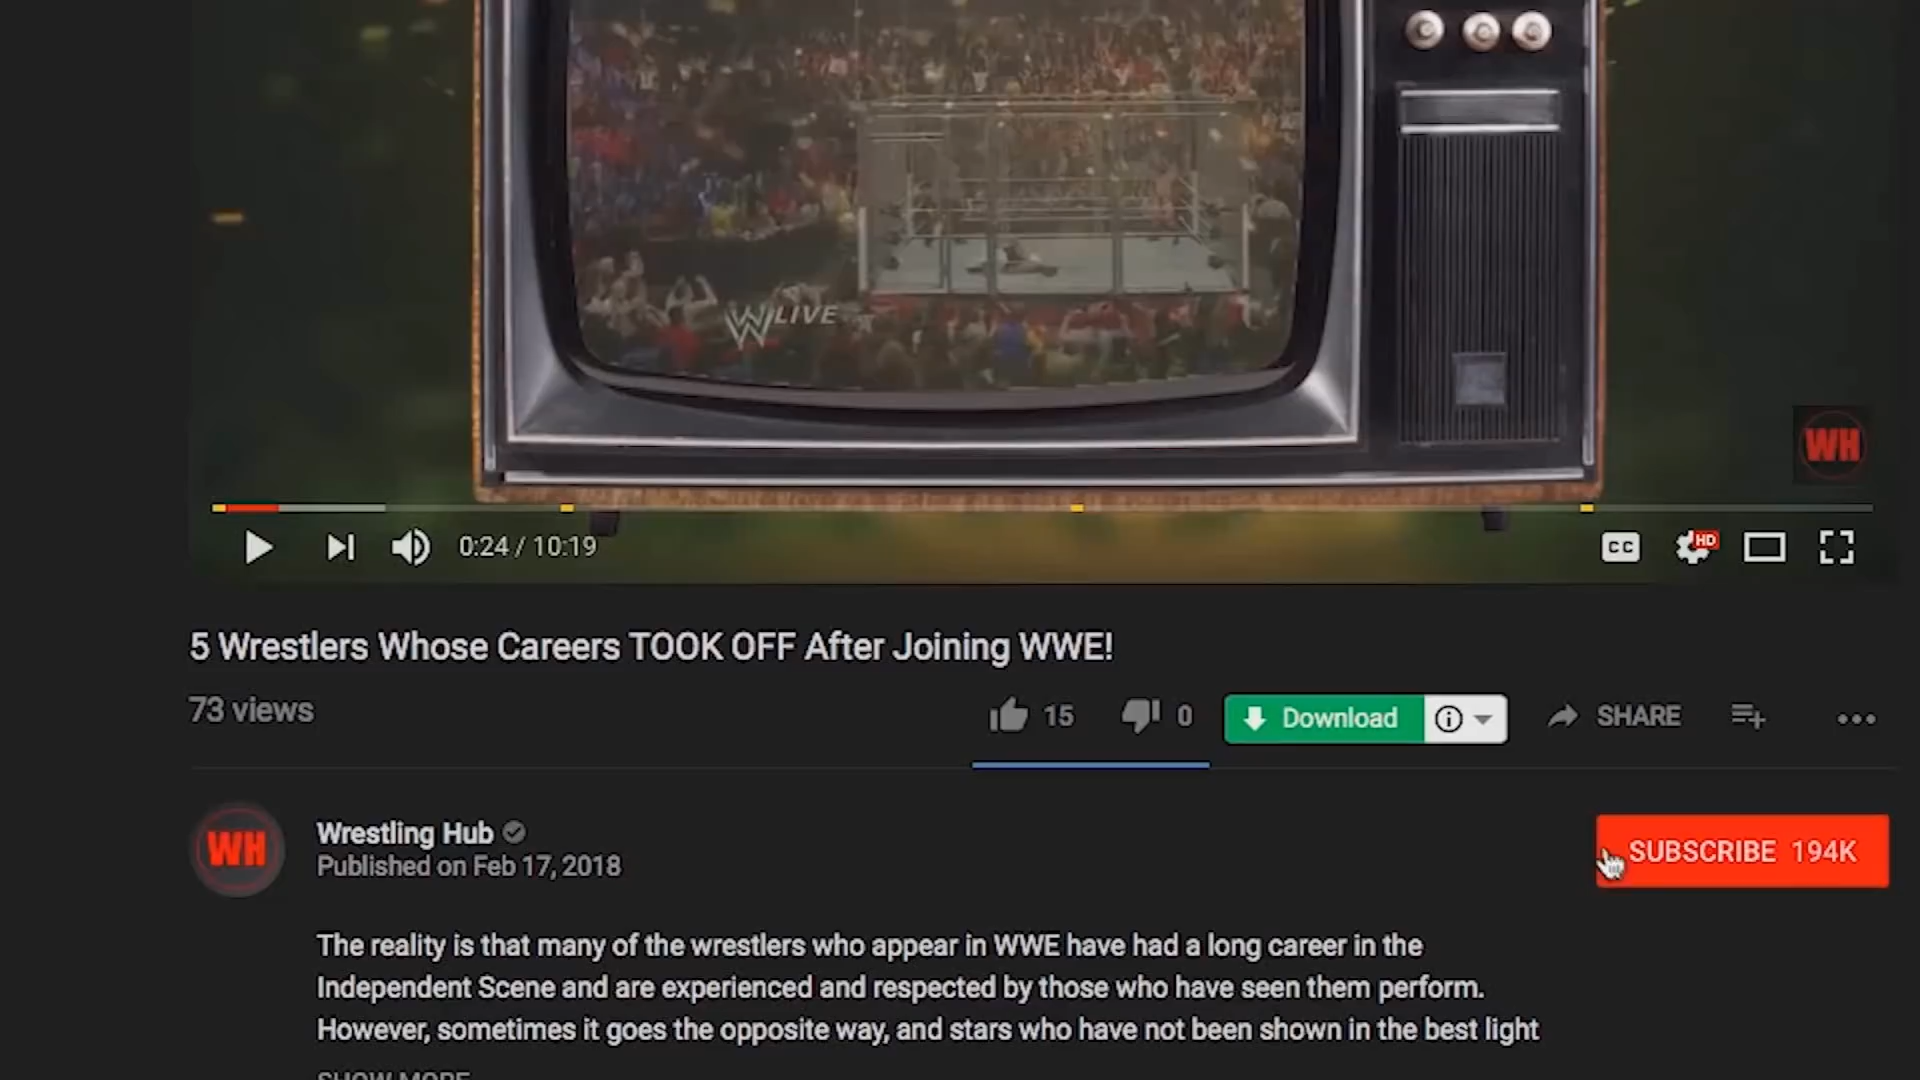 W LIVE
WH
0:24 / 10:19
CC
HD
5 Wrestlers Whose Careers TOOK OFF After Joining WWE!
73 views
15
0
Download
SHARE
WH
Wrestling Hub
Published on Feb 17, 2018
SUBSCRIBE 194K
The reality is that many of the wrestlers who appear in WWE have had a long career in the
Independent Scene and are experienced and respected by those who have seen them perform.
However, sometimes it goes the opposite way, and stars who have not been shown in the best light
SHOW MORE